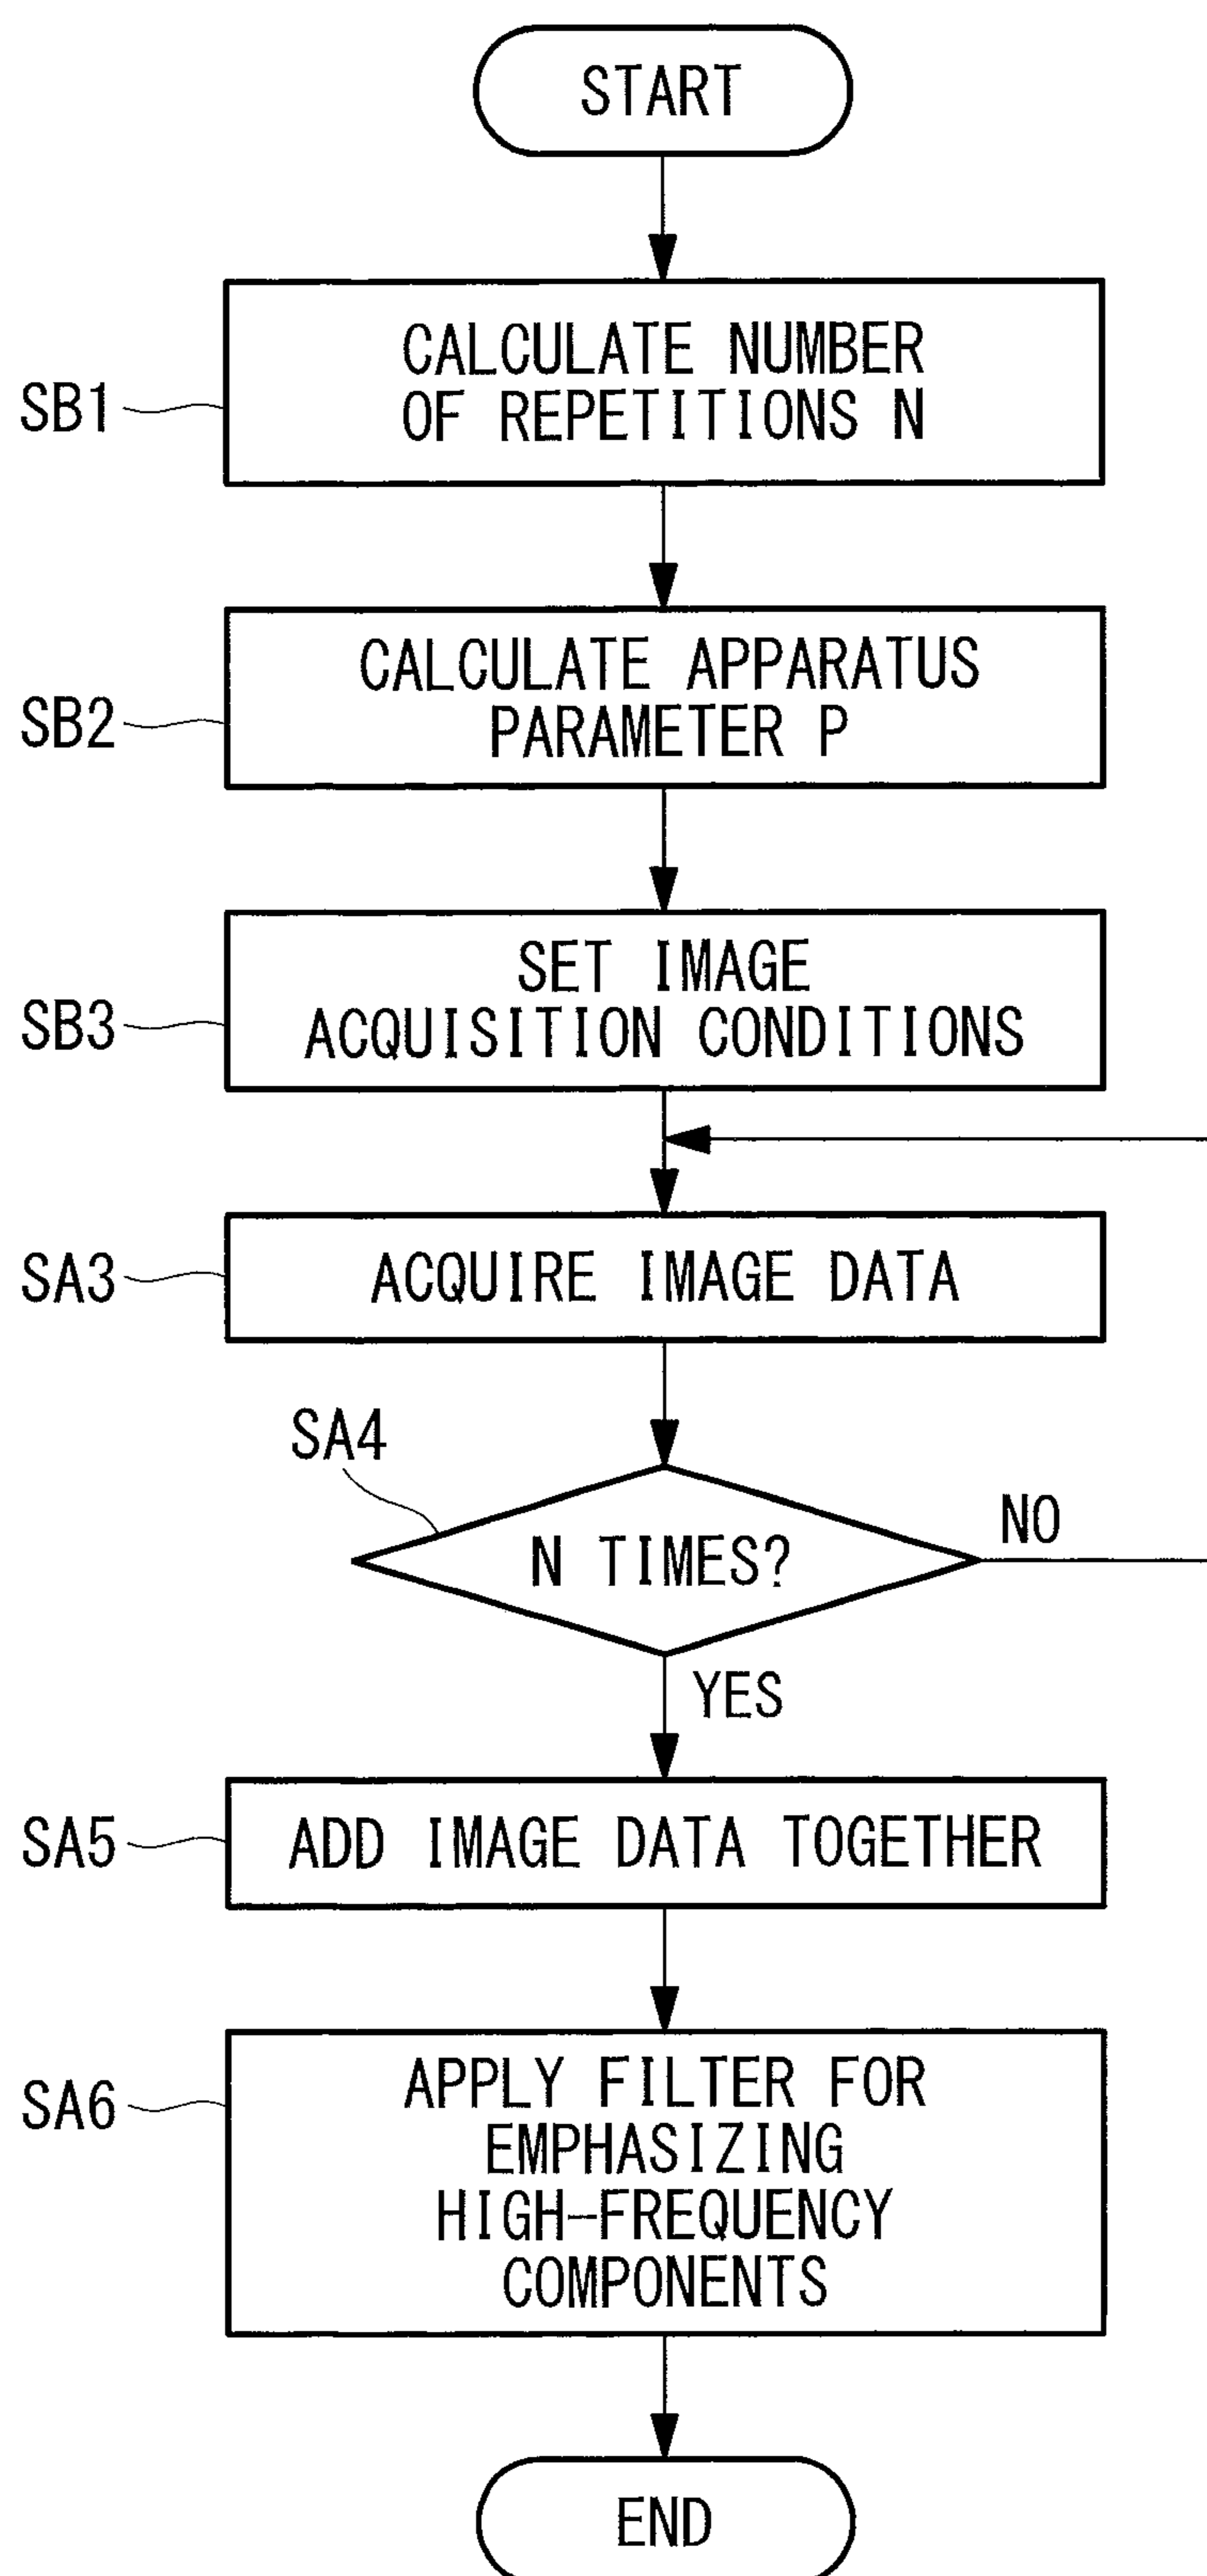 START
SB1
CALCULATE NUMBER
OF REPETITIONS N
SB2
CALCULATE APPARATUS
PARAMETER P
SB3
SET IMAGE
ACQUISITION CONDITIONS
SA3
ACQUIRE IMAGE DATA
SA4
N TIMES?
NO
YES
SA5
ADD IMAGE DATA TOGETHER
SA6
APPLY FILTER FOR
EMPHASIZING
HIGH-FREQUENCY
COMPONENTS
END